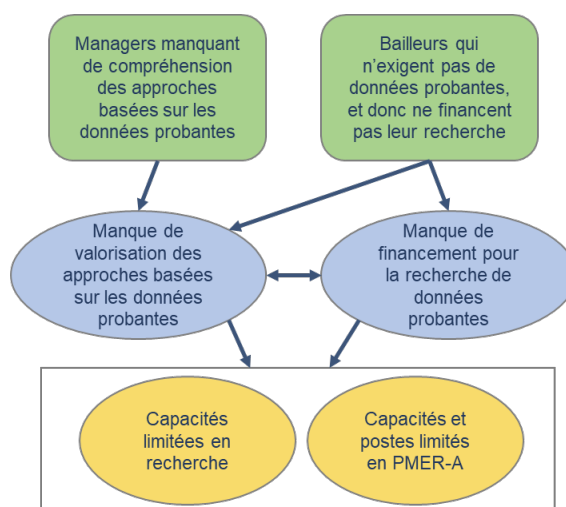 Managers manquant
de compréhension
des approches
basées sur les
données probantes
Bailleurs qui
n'exigent pas de
données probantes,
et donc ne financent
pas leur recherche
Manque de
valorisation des
approches basées
sur les données
probantes
Manque de
financement pour
la recherche de
données
probantes
Capacités
limitées en
recherche
Capacités et
postes limités
en PMER-A